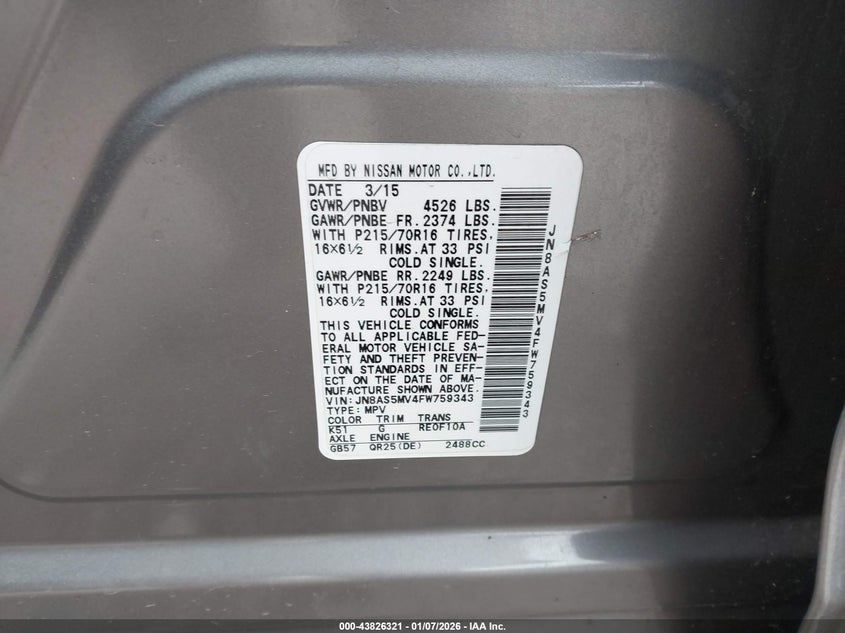 MFD BY NISSAN MOTOR CO.,LTD.
DATE 3/15
GVWR/PNBV 4526 LBS.
GAWR/PNBE FR. 2374 LBS.
WITH P215/70R16 TIRES,
16×6½ RIMS. AT 33 PSI
COLD SINGLE.
GAWR/PNBE RR. 2249 LBS.
WITH P215/70R16 TIRES,
16×6½ RIMS. AT 33 PSI
COLD SINGLE.
THIS VEHICLE CONFORMS
TO ALL APPLICABLE FED-
ERAL MOTOR VEHICLE SA-
FETY AND THEFT PREVEN-
TION STANDARDS IN EFF-
ECT ON THE DATE OF MA-
NUFACTURE SHOWN ABOVE.
VIN: JN8AS5MV4FW759343
TYPE: MPV
COLOR TRIM TRANS
K51 G RE0F10A
AXLE ENGINE
GB57 QR25(DE) 2488CC
JN8AS5MV4FW759343
000-43826321 | 01/07/2026 - IAA Inc.